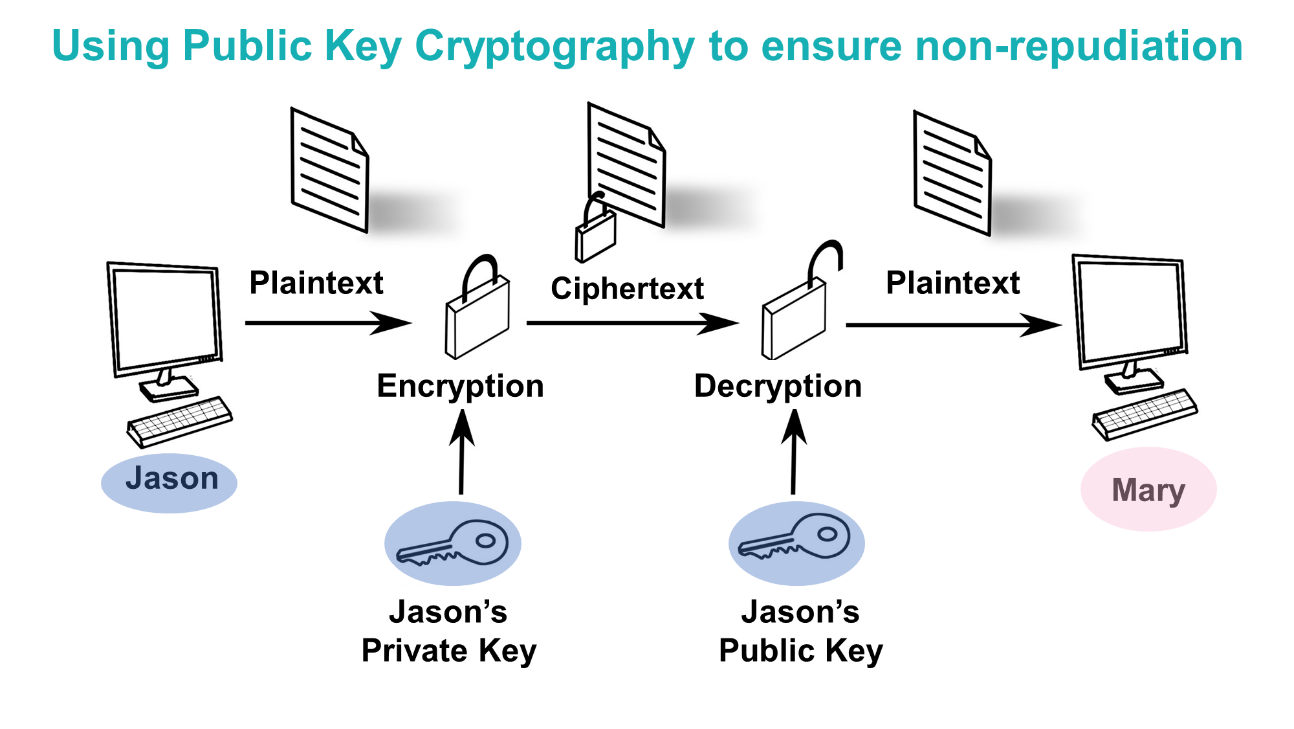 Using Public Key Cryptography to ensure non-repudiation
Plaintext
Ciphertext
Plaintext
Encryption
Decryption
Jason
Mary
Jason’s
Private Key
Jason’s
Public Key